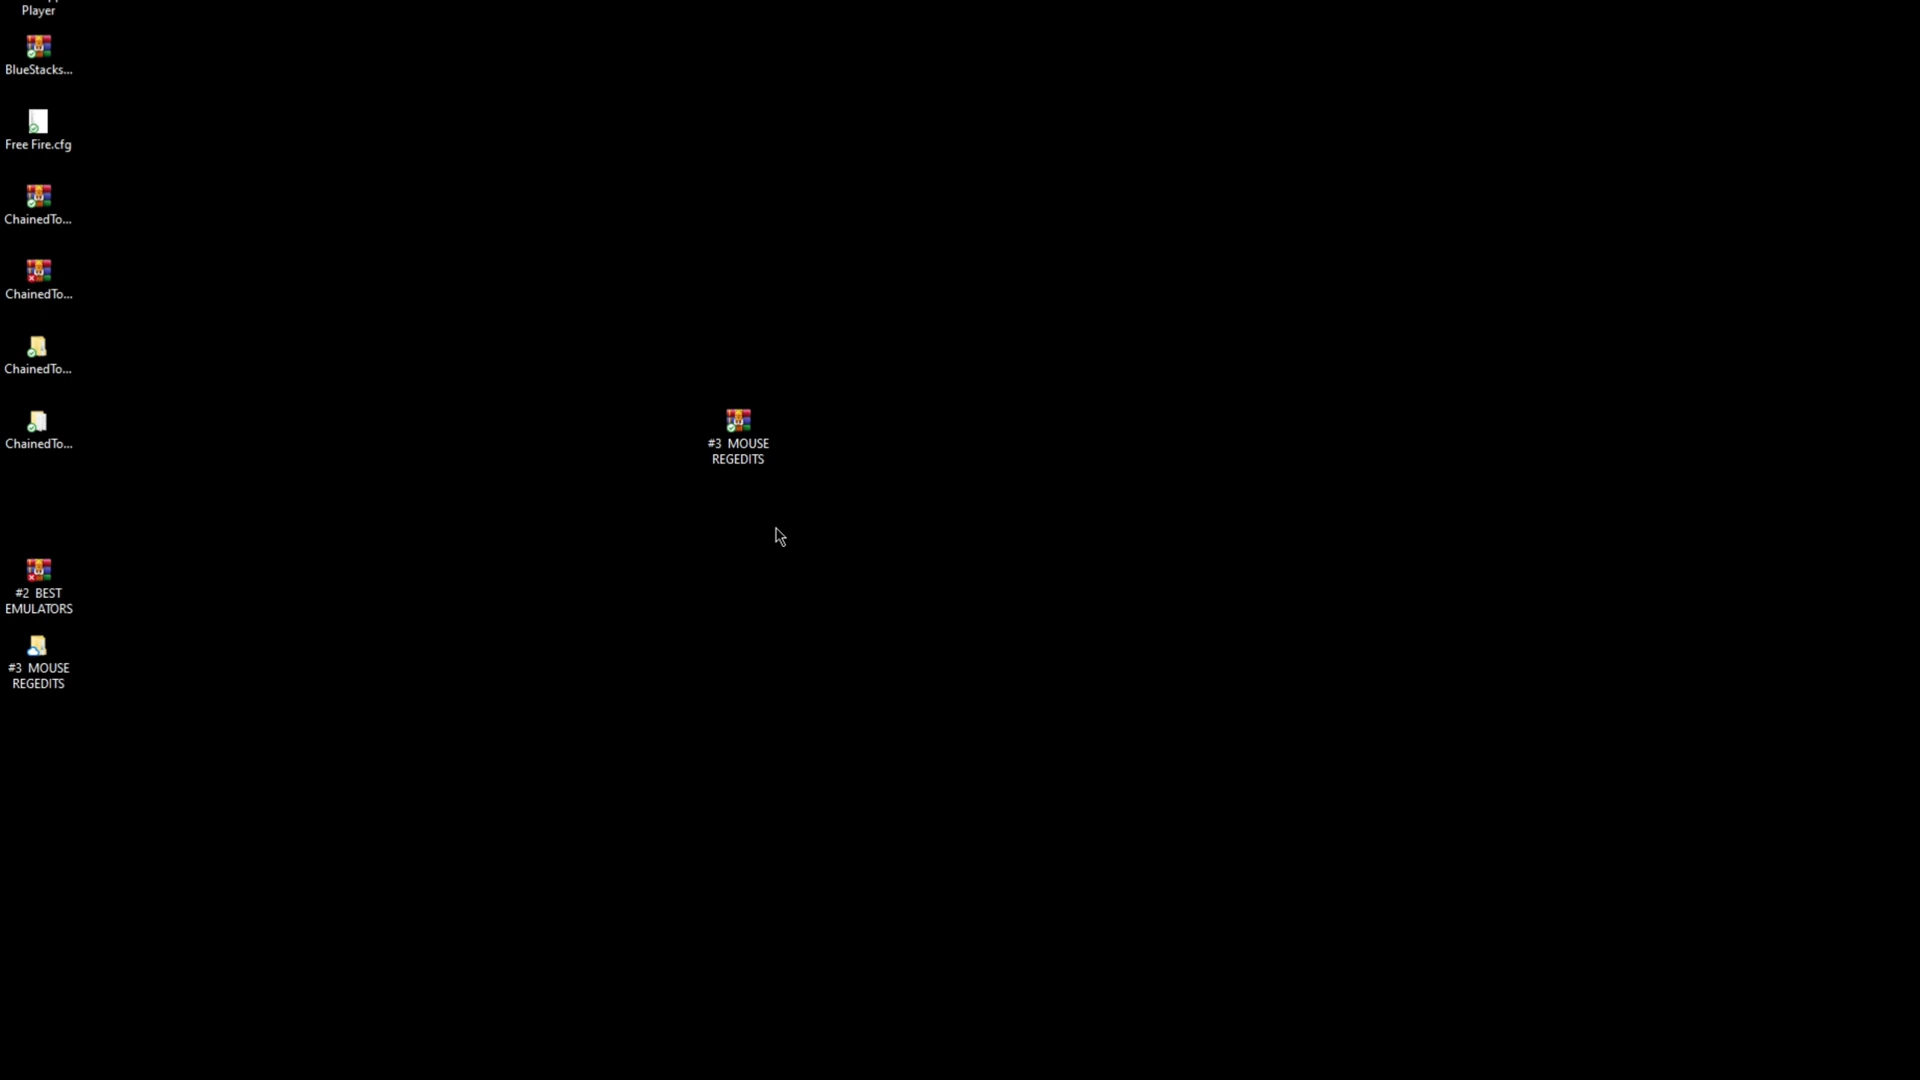 Player
BlueStacks...
Free Fire.cfg
ChainedTo...
ChainedTo...
ChainedTo...
ChainedTo...
#3 MOUSE
REGEDITS
#2 BEST
EMULATORS
#3 MOUSE
REGEDITS